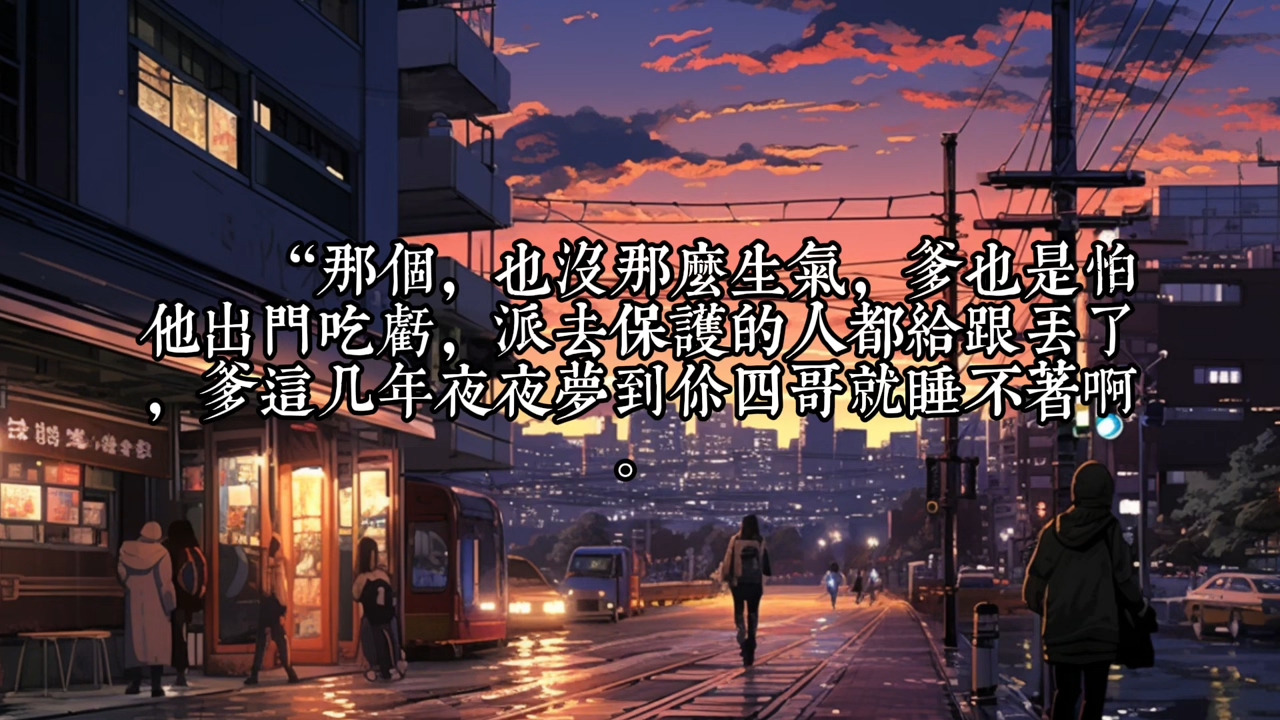 “那個，也沒那麼生氣，爹也是怕
他出門吃虧，派去保護的人都給跟丟了
，爹這几年夜夜夢到你四哥就睡不著啊
。